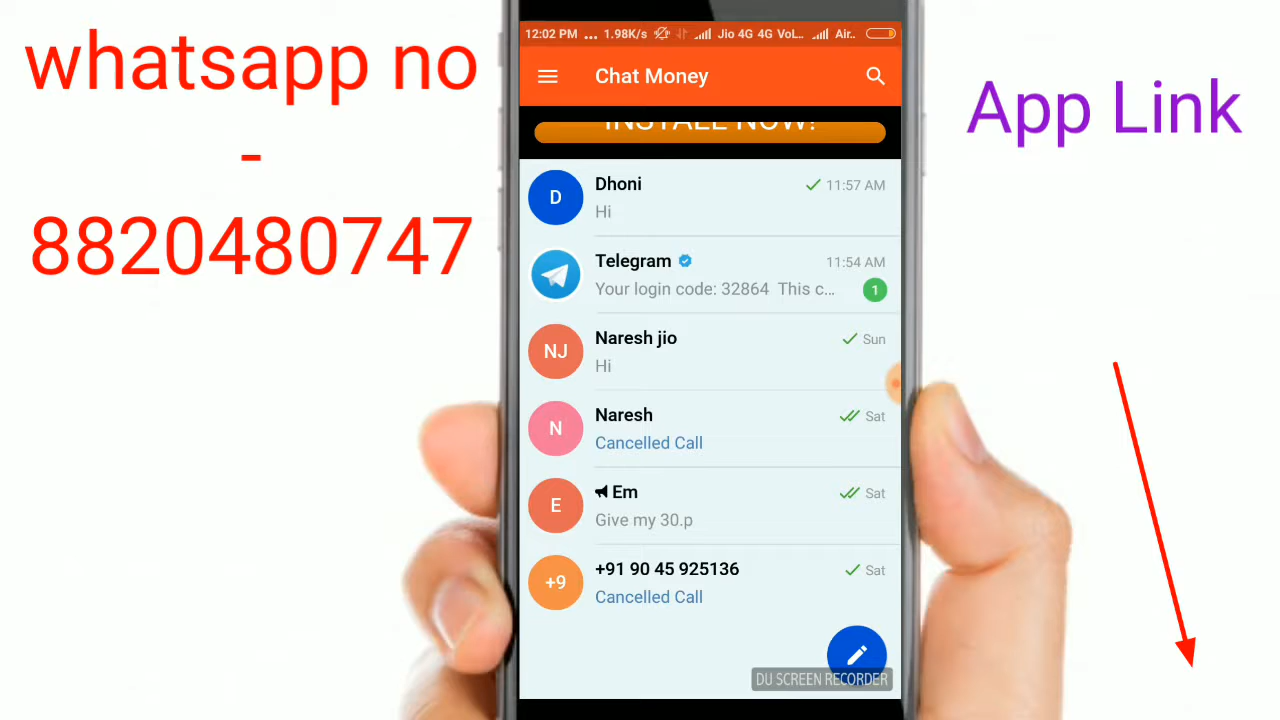 whatsapp no
-
8820480747
App Link
12:02 PM ... 1.98K/s Jio 4G 4G VoL... Air..
Chat Money
INSTALL NOW!
D
Dhoni
11:57 AM
Hi
Telegram
11:54 AM
Your login code: 32864 This c...
1
NJ
Naresh jio
Sun
Hi
N
Naresh
Sat
Cancelled Call
E
Em
Sat
Give my 30.p
+9
+91 90 45 925136
Sat
Cancelled Call
DU SCREEN RECORDER